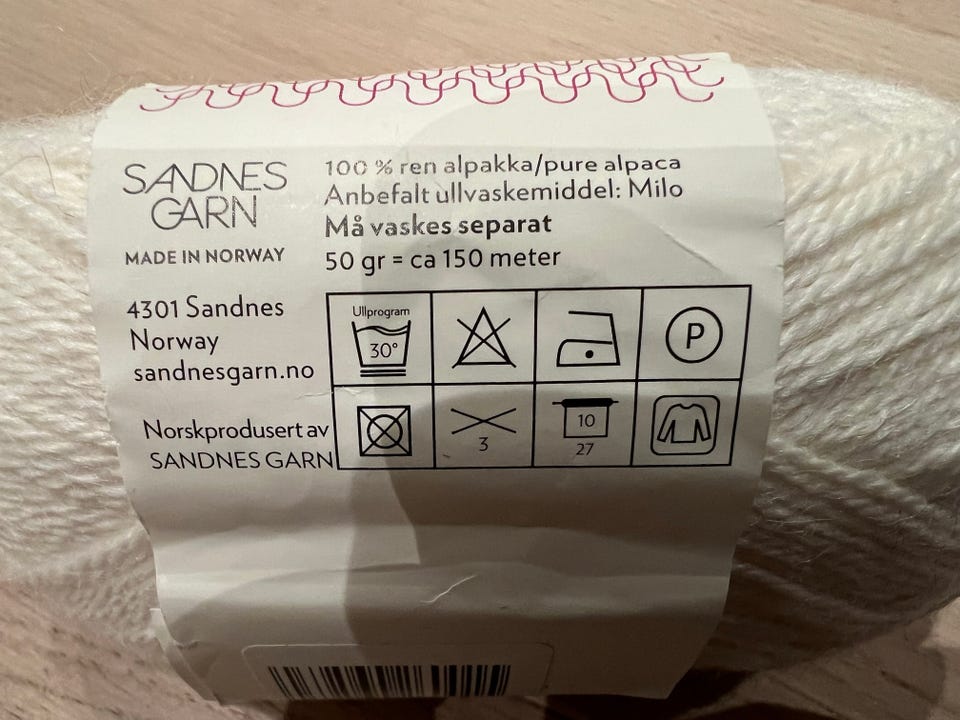 SANDNES
GARN
MADE IN NORWAY
4301 Sandnes
Norway
sandnesgarn.no
Norskprodusert av
SANDNES GARN
100 % ren alpakka/pure alpaca
Anbefalt ullvaskemiddel: Milo
Må vaskes separat
50 gr = ca 150 meter
Ullprogram
30°
P
3
10
27